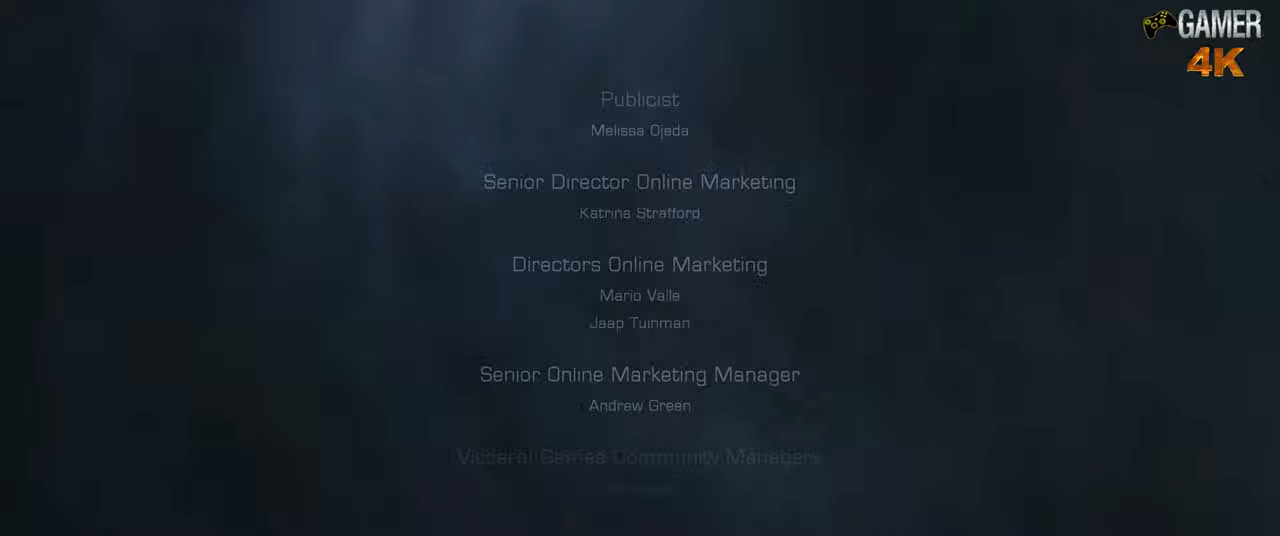 GAMER
4K
Publicist
Melissa Ojeda
Senior Director Online Marketing
Katrina Strafford
Directors Online Marketing
Mario Valle
Jaap Tuinman
Senior Online Marketing Manager
Andrew Green
Visceral Games Community Managers